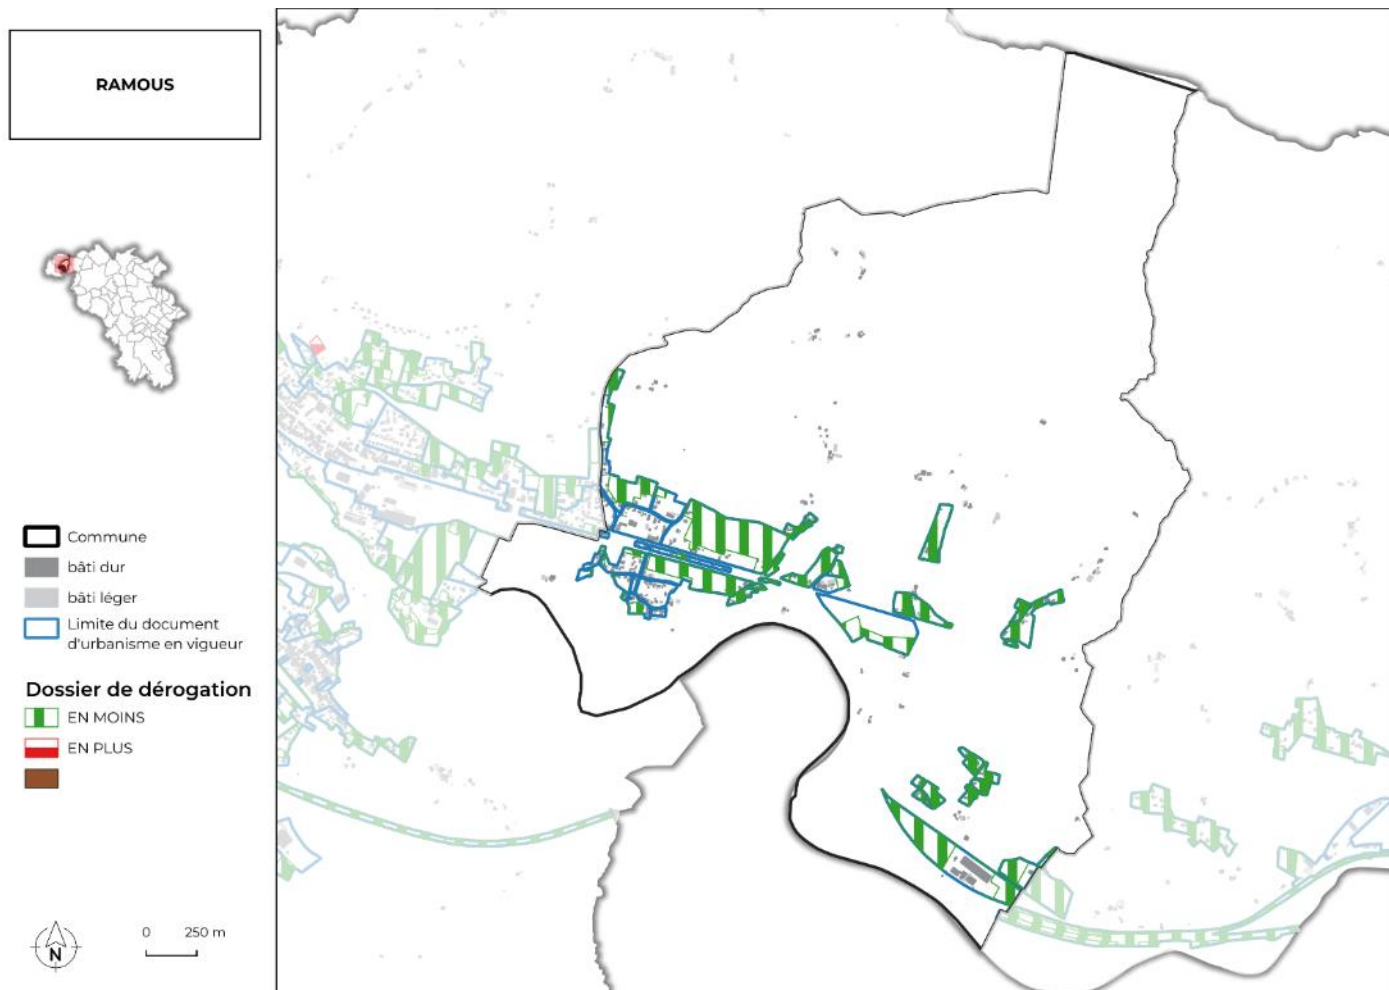 RAMOUS
Commune
bâti dur
bâti léger
Limite du document
d'urbanisme en vigueur
Dossier de dérogation
EN MOINS
EN PLUS
N
0 250 m